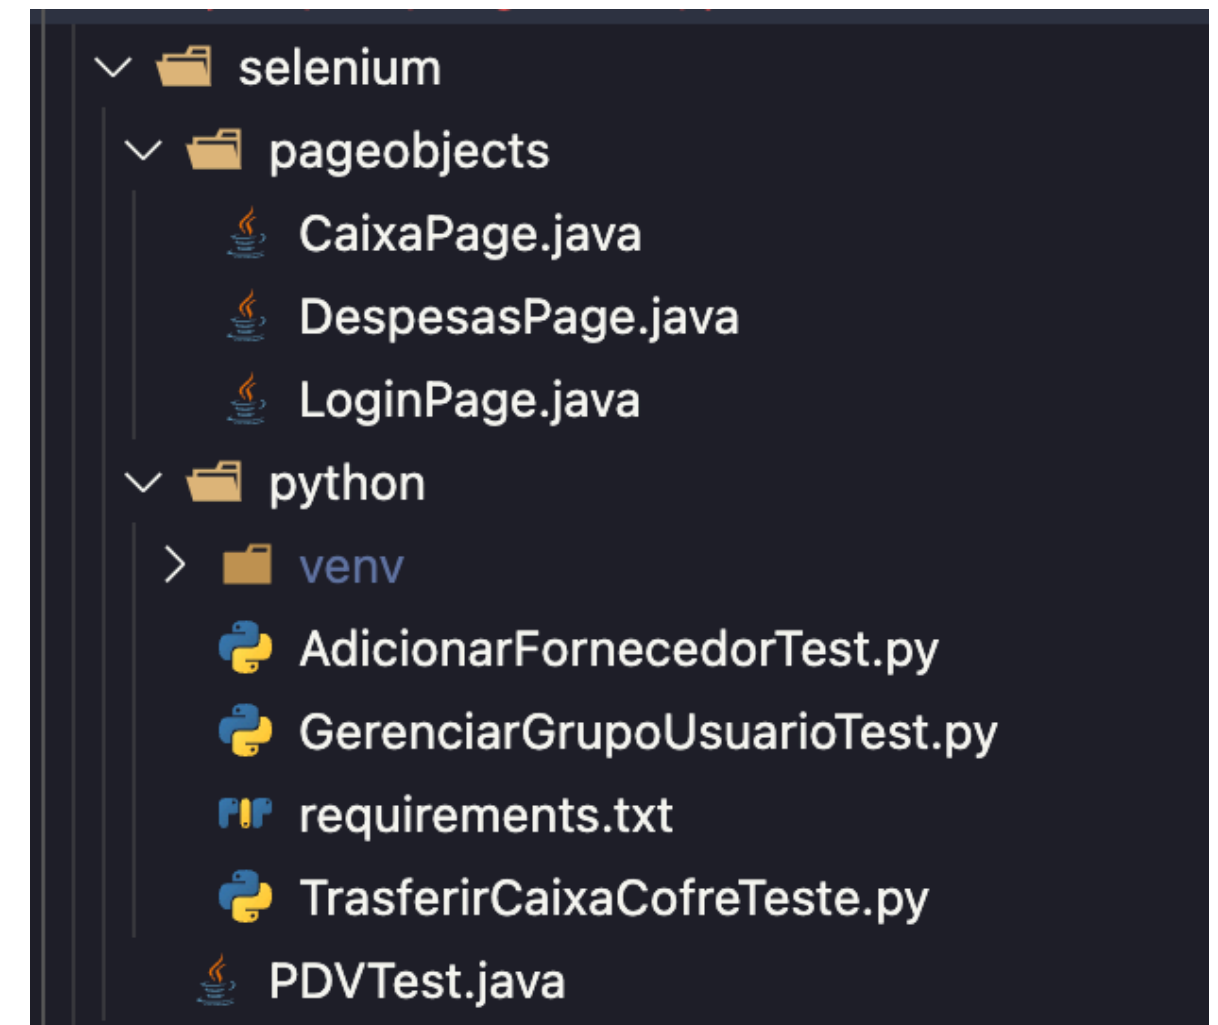 selenium
pageobjects
CaixaPage.java
DespesasPage.java
LoginPage.java
python
venv
AdicionarFornecedorTest.py
GerenciarGrupoUsuarioTest.py
requirements.txt
TrasferirCaixaCofreTeste.py
PDVTest.java